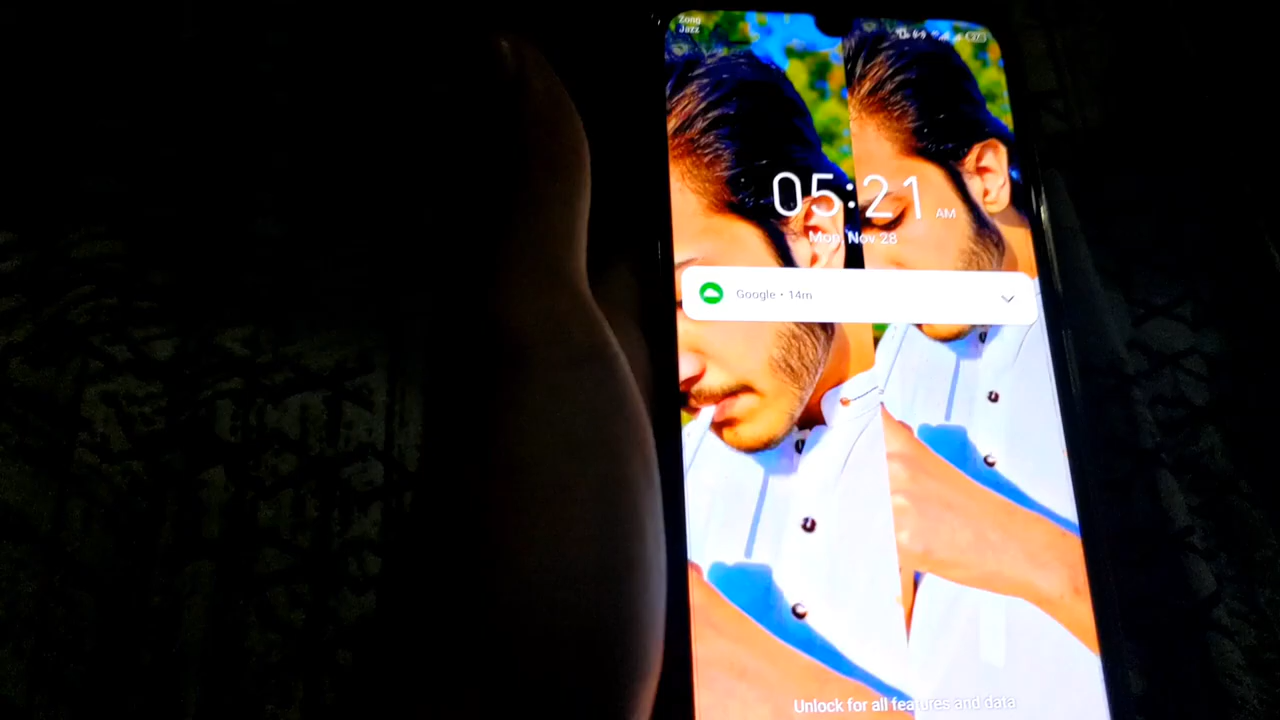 Zong
Jazz
05:21 AM
Mon, Nov 28
Google • 14m
Unlock for all features and data